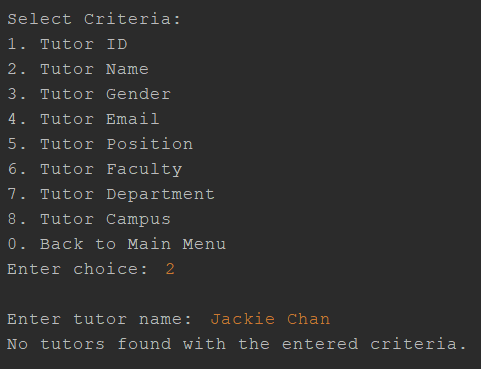 Select Criteria:
1. Tutor ID
2. Tutor Name
3. Tutor Gender
4. Tutor Email
5. Tutor Position
6. Tutor Faculty
7. Tutor Department
8. Tutor Campus
0. Back to Main Menu
Enter choice: 2
Enter tutor name: Jackie Chan
No tutors found with the entered criteria.